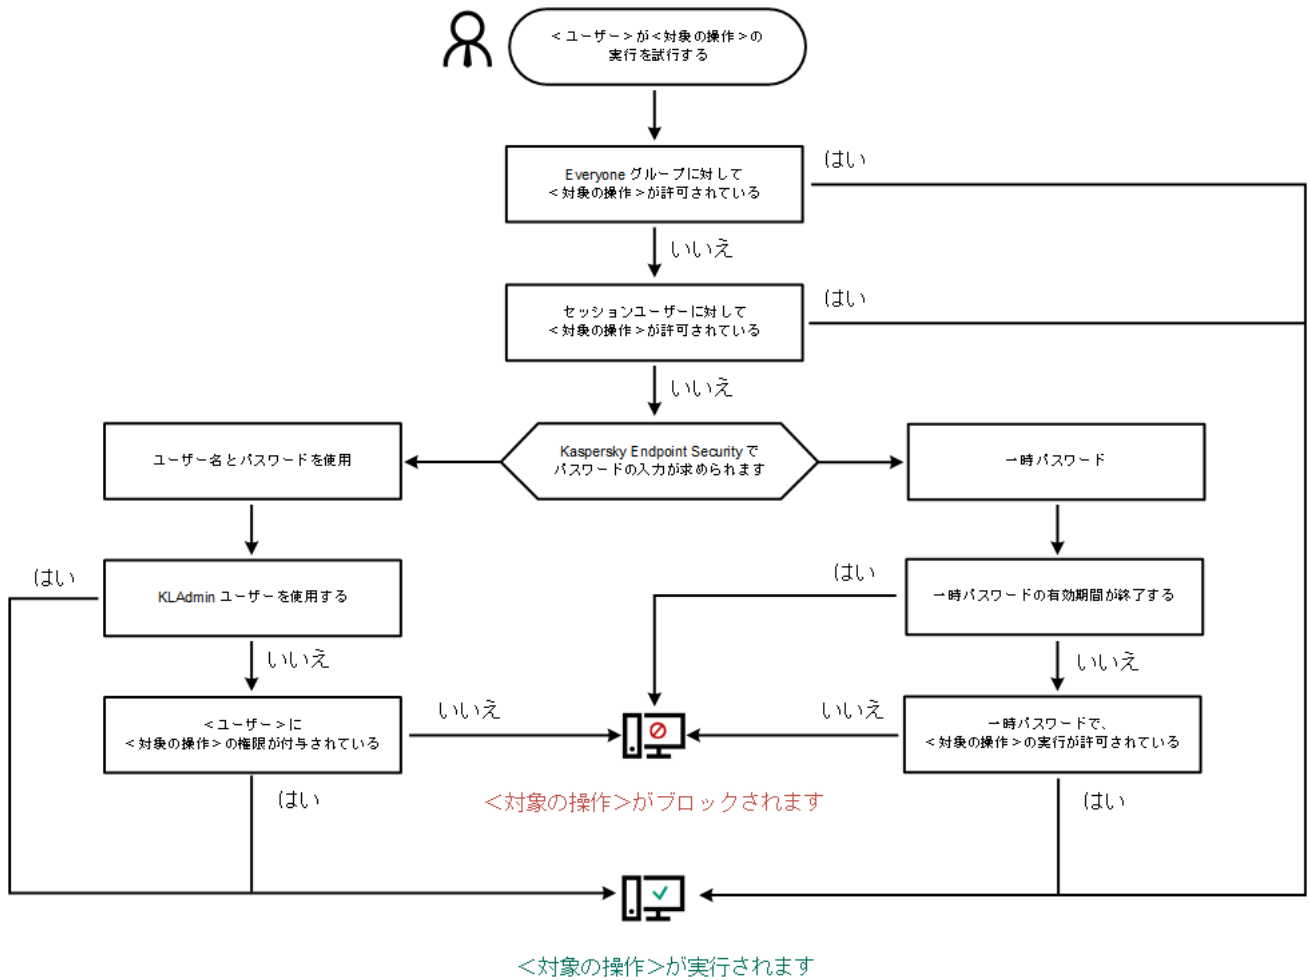 ＜ユーザー＞が＜対象の操作＞の
実行を試行する
Everyone グループに対して
＜対象の操作＞が許可されている
はい
いいえ
セッションユーザーに対して
＜対象の操作＞が許可されている
はい
いいえ
ユーザー名とパスワードを使用
Kaspersky Endpoint Security で
パスワードの入力が求められます
一時パスワード
はい
KLAdmin ユーザーを使用する
はい
一時パスワードの有効期間が終了する
いいえ
いいえ
＜ユーザー＞に
＜対象の操作＞の権限が付与されている
いいえ
いいえ
一時パスワードで、
＜対象の操作＞の実行が許可されている
はい
＜対象の操作＞がブロックされます
はい
＜対象の操作＞が実行されます